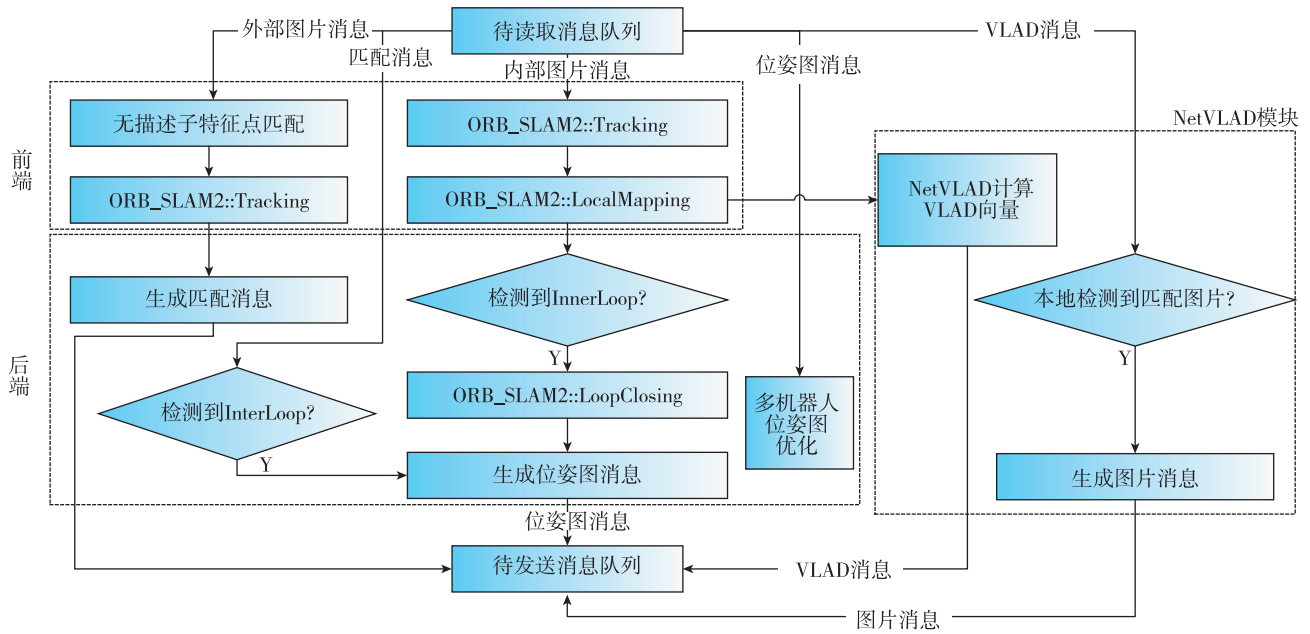 外部图片消息
待读取消息队列
VLAD消息
匹配消息
内部图片消息
位姿图消息
NetVLAD模块
前端
无描述子特征点匹配
ORB_SLAM2::Tracking
ORB_SLAM2::Tracking
ORB_SLAM2::LocalMapping
NetVLAD计算
VLAD向量
后端
生成匹配消息
检测到InnerLoop?
本地检测到匹配图片?
Y
Y
检测到InterLoop?
ORB_SLAM2::LoopClosing
多机器人
位姿图
优化
Y
生成位姿图消息
生成图片消息
位姿图消息
待发送消息队列
VLAD消息
图片消息